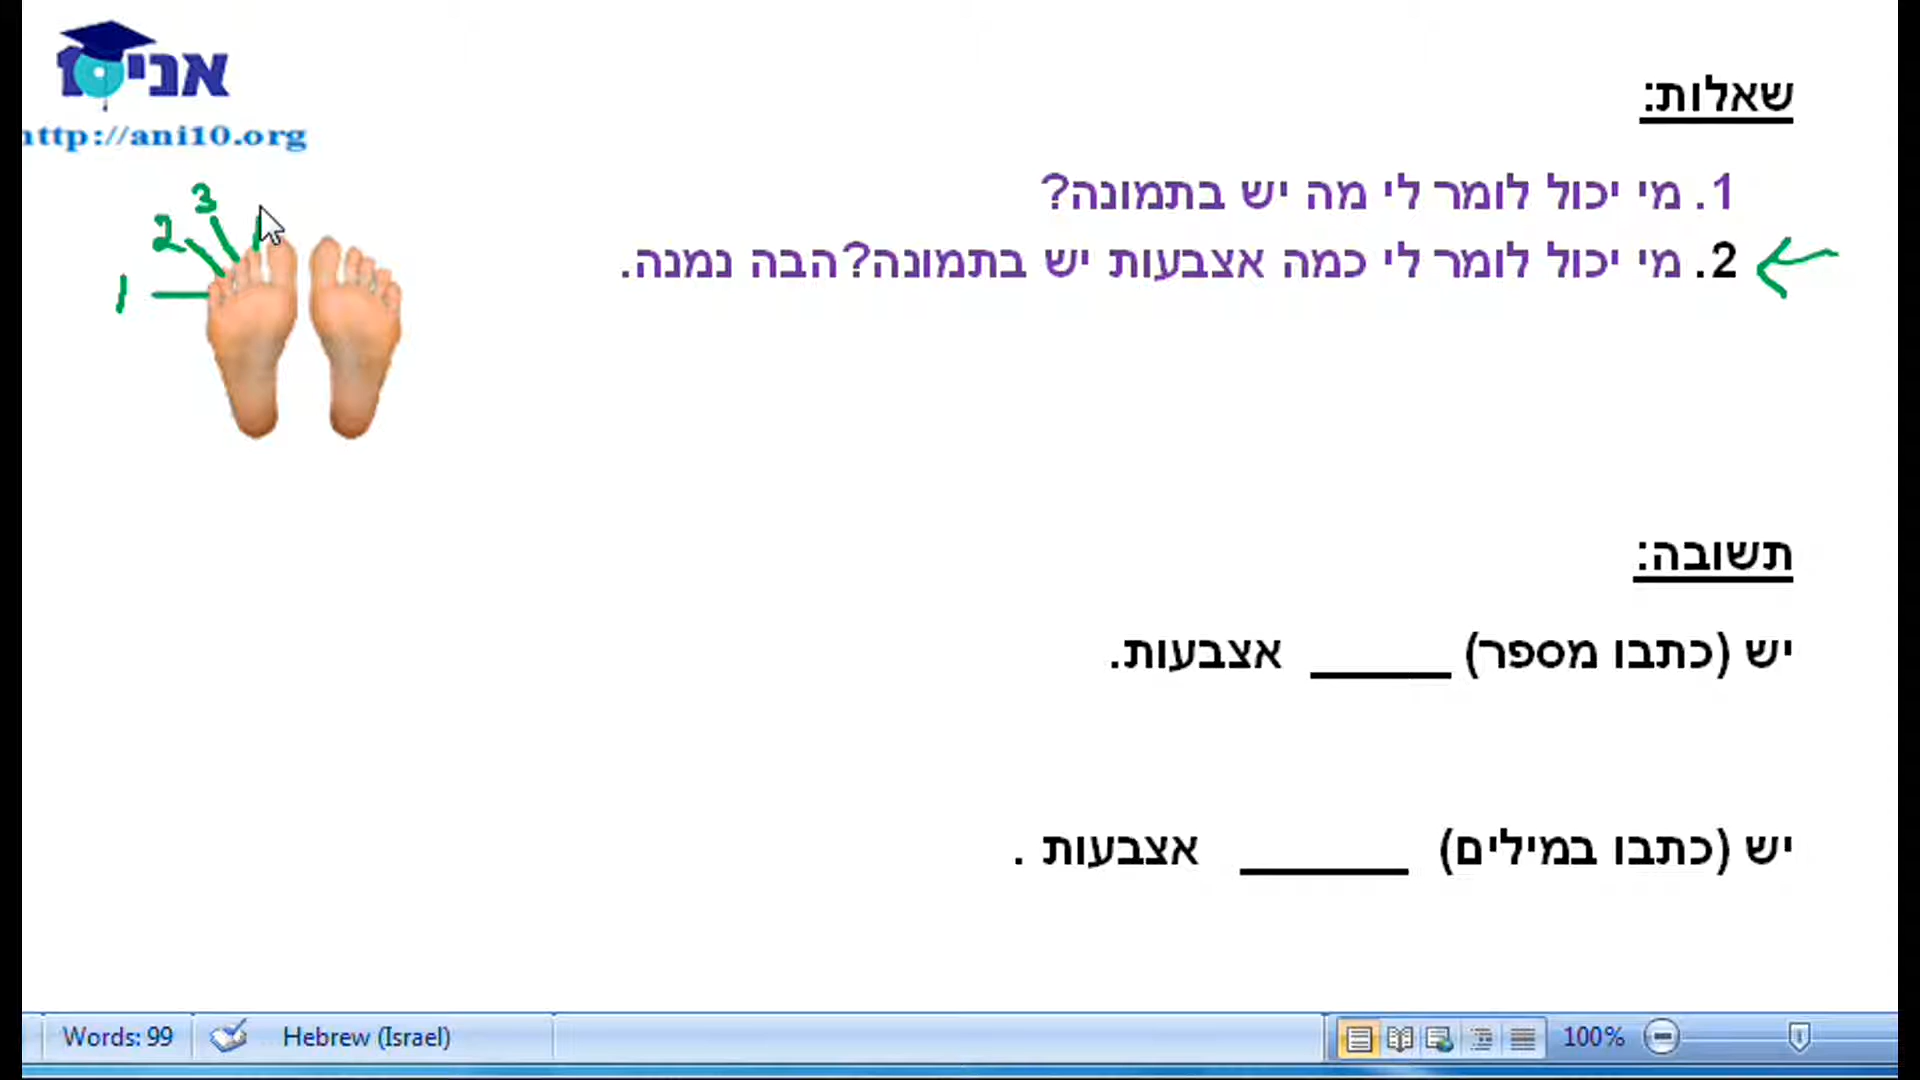 אניסו
http://ani10.org
שאלות:
1. מי יכול לומר לי מה יש בתמונה?
2. מי יכול לומר לי כמה אצבעות יש בתמונה?הבה נמנה.
3
2
1
תשובה:
יש (כתבו מספר) ______ אצבעות.
יש (כתבו במילים) _______ אצבעות .
Words: 99 Hebrew (Israel) 100%